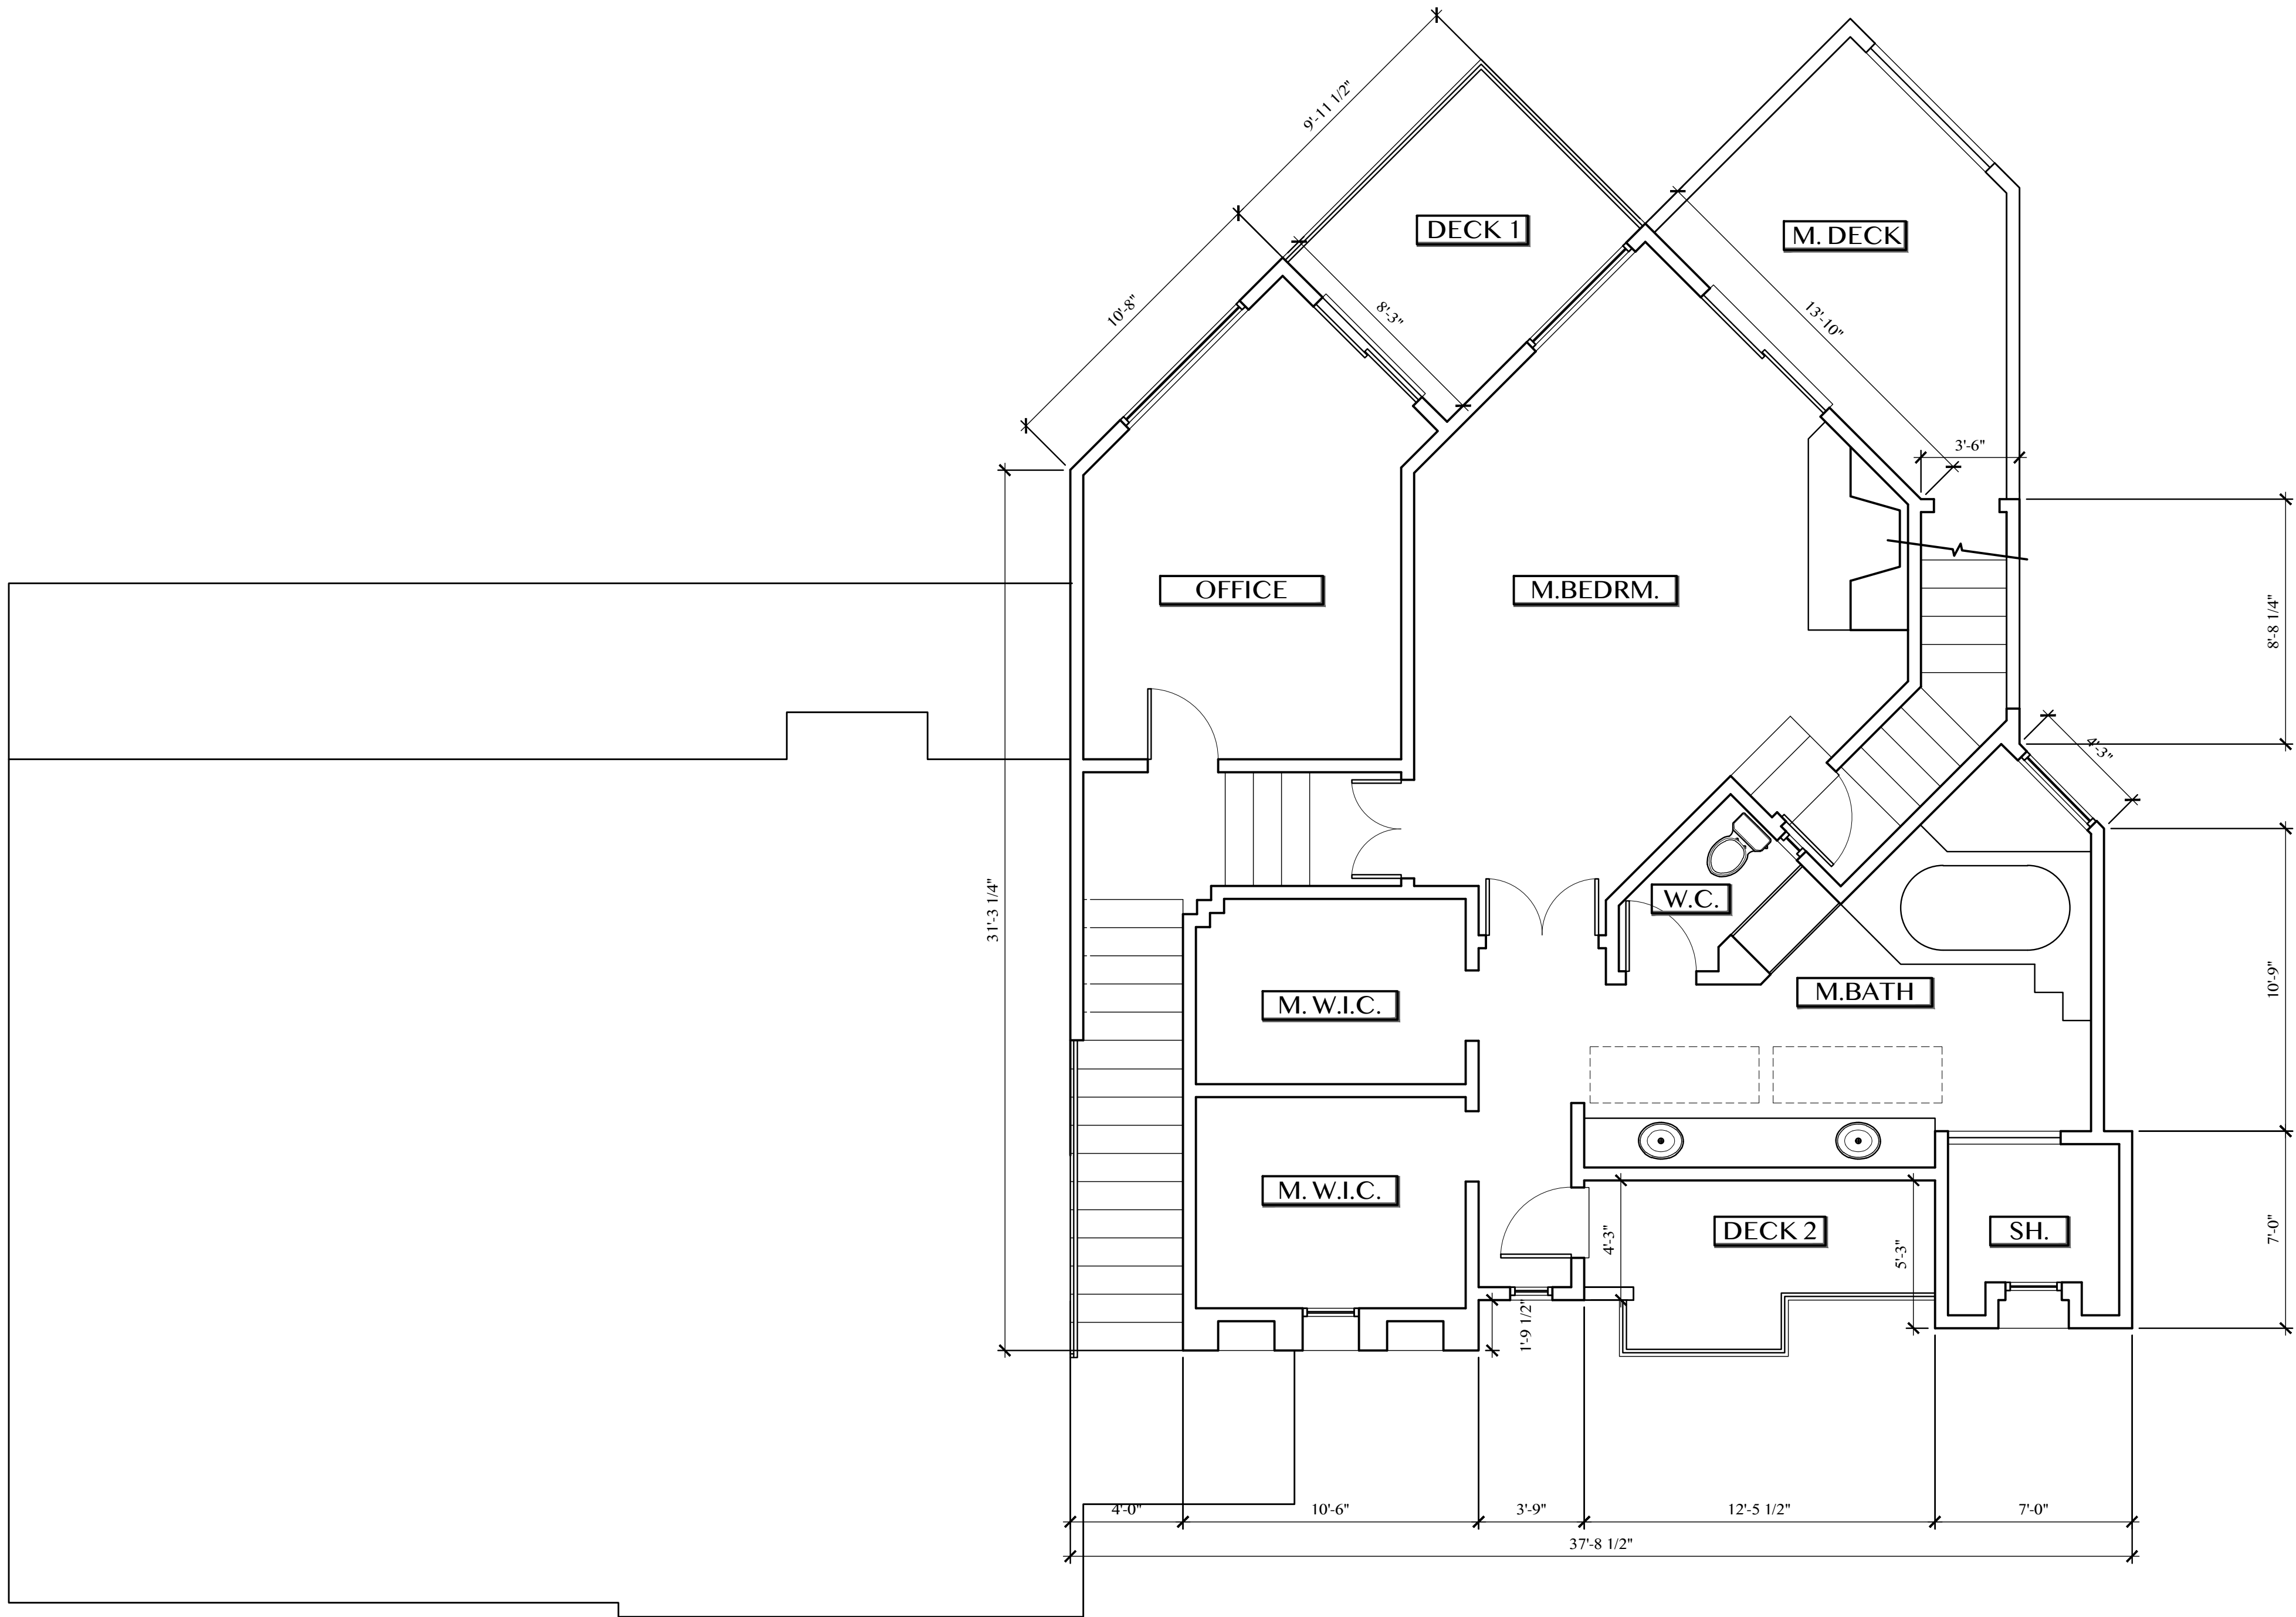 9'-11 1/2"
DECK 1
M. DECK
10'-8"
8'-3"
13'-10"
3'-6"
OFFICE
M.BEDRM.
8'-8 1/4"
4'-3"
W.C.
31'-3 1/4"
M. W.I.C.
M.BATH
10'-9"
M. W.I.C.
4'-3"
DECK 2
5'-3"
SH.
7'-0"
1'-9 1/2"
4'-0"
10'-6"
3'-9"
12'-5 1/2"
7'-0"
37'-8 1/2"